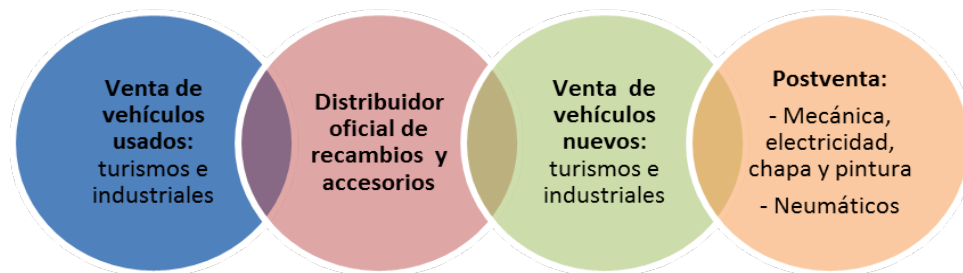 Venta de
vehículos
usados:
turismos e
industriales
Distribuidor
oficial de
recambios y
accesorios
Venta de
vehículos
nuevos:
turismos e
industriales
Postventa:
- Mecánica,
electricidad,
chapa y pintura
- Neumáticos